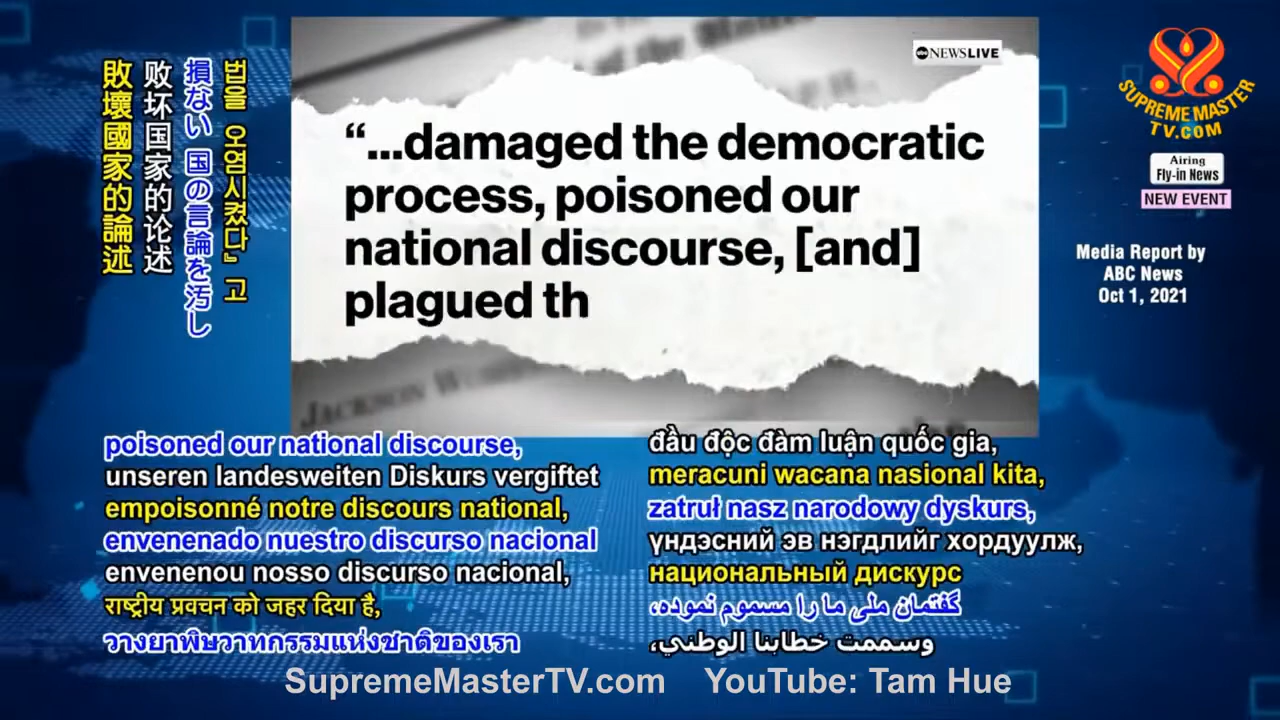 abc NEWS LIVE
SUPREME MASTER
TV.COM
Airing
Fly-in News
NEW EVENT
Media Report by
ABC News
Oct 1, 2021
“...damaged the democratic
process, poisoned our
national discourse, [and]
plagued th
법을 오염시켰다』고
損ない 国の言論を汚し
败坏国家的论述
敗壞國家的論述
poisoned our national discourse,
unseren landesweiten Diskurs vergiftet
empoisonné notre discours national,
envenenado nuestro discurso nacional
envenenou nosso discurso nacional,
राष्ट्रीय प्रवचन को जहर दिया है,
วางยาพิษวาทกรรมแห่งชาติของเรา
đầu độc đàm luận quốc gia,
meracuni wacana nasional kita,
zatruł nasz narodowy dyskurs,
үндэсний эв нэгдлийг хордуулж,
национальный дискурс
گفتمان ملی ما را مسموم نموده،
وسممت خطابنا الوطني،
SupremeMasterTV.com YouTube: Tam Hue